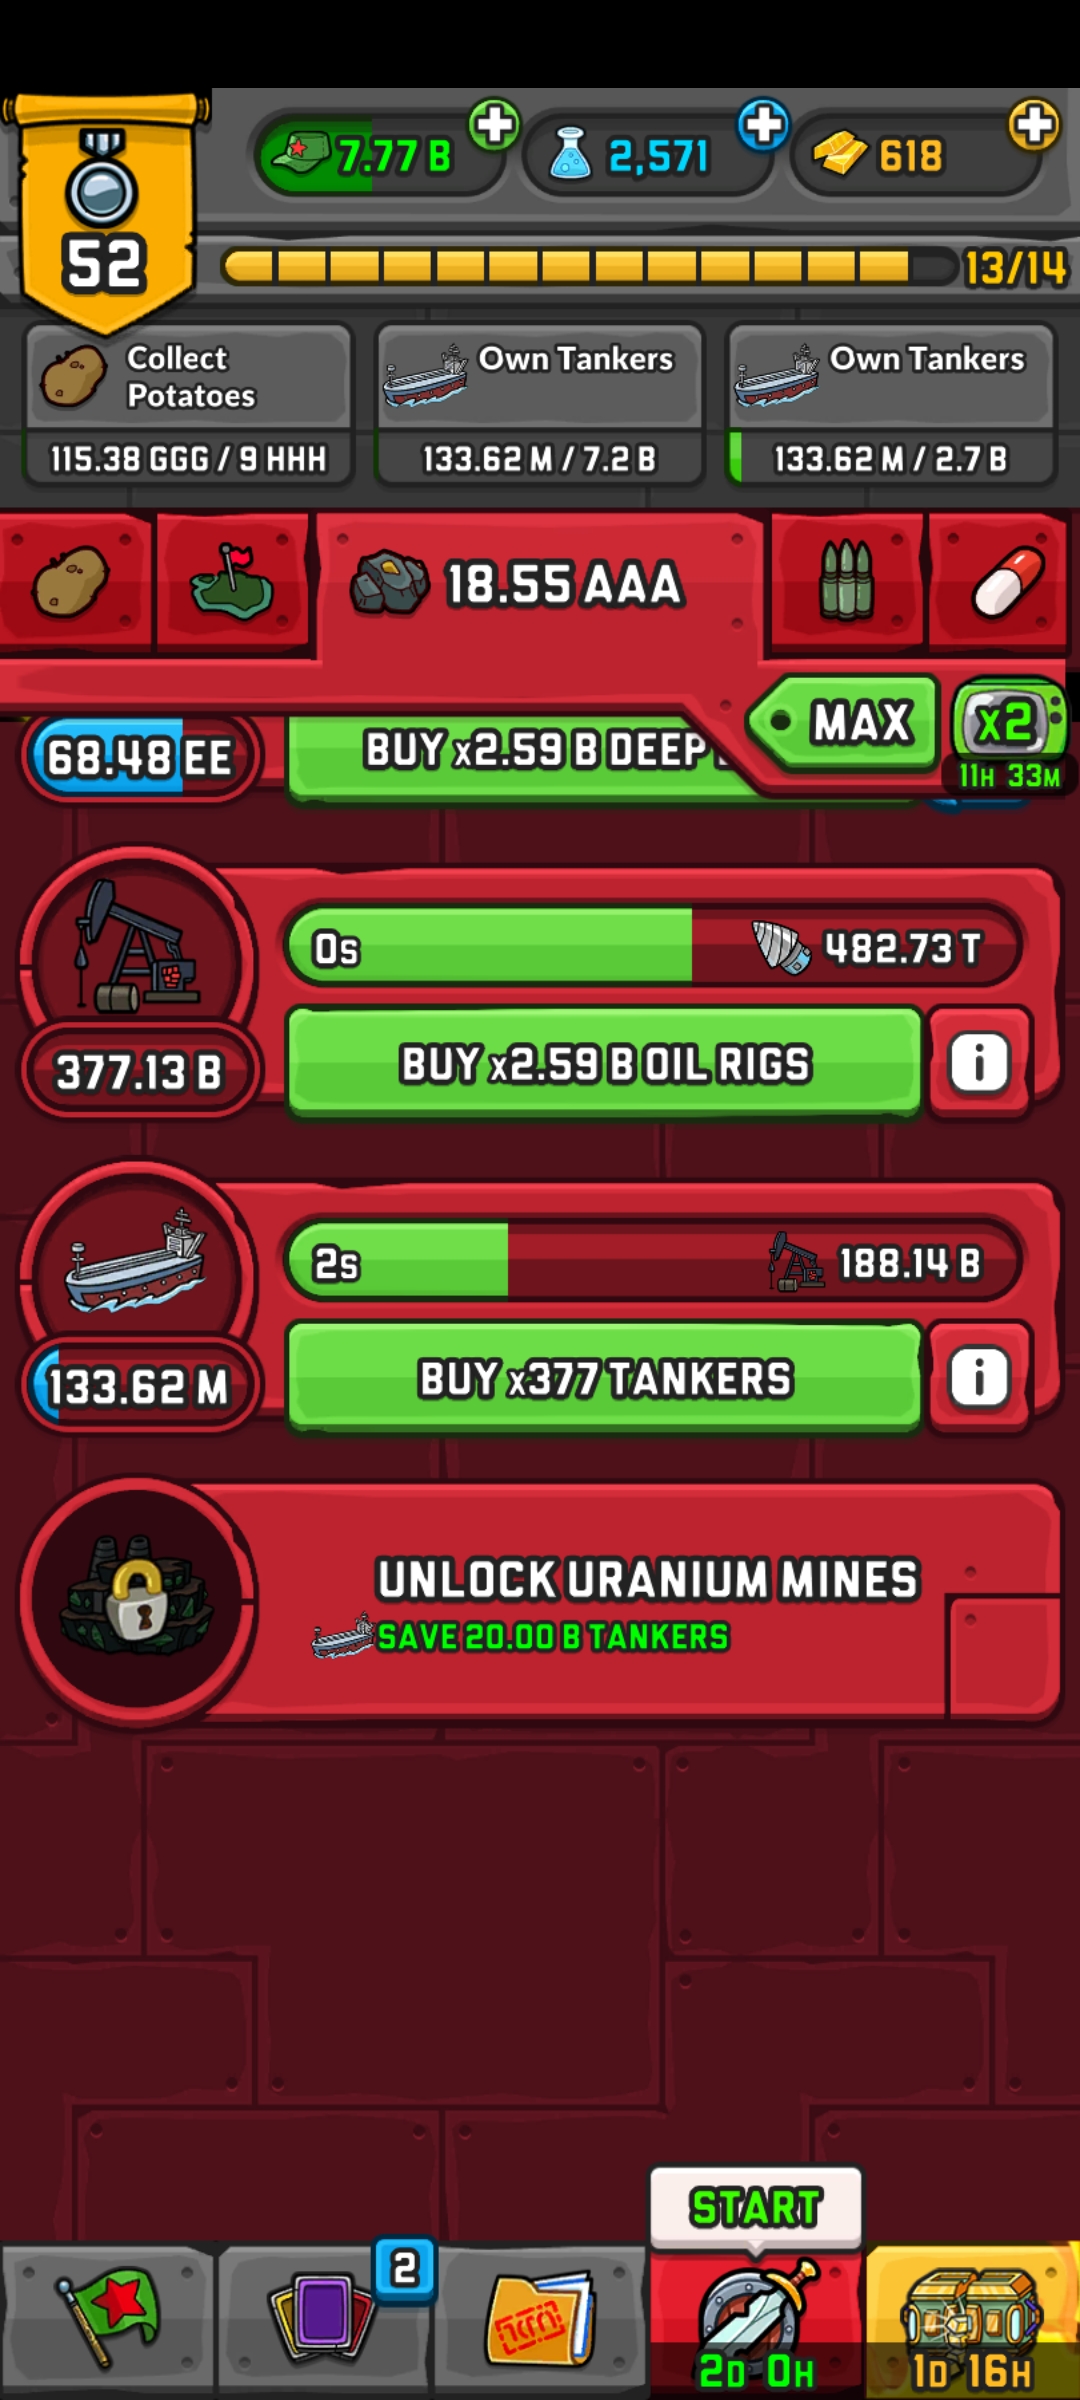 52
7.77 B
2,571
618
13/14
Collect
Potatoes
115.38 GGG / 9 HHH
Own Tankers
133.62 M / 7.2 B
Own Tankers
133.62 M / 2.7 B
18.55 AAA
MAX
x2
11H 33M
68.48 EE
BUY x2.59 B DEEP
0s
482.73 T
377.13 B
BUY x2.59 B OIL RIGS
i
2s
188.14 B
133.62 M
BUY x377 TANKERS
i
UNLOCK URANIUM MINES
SAVE 20.00 B TANKERS
START
2
2D 0H
1D 16H